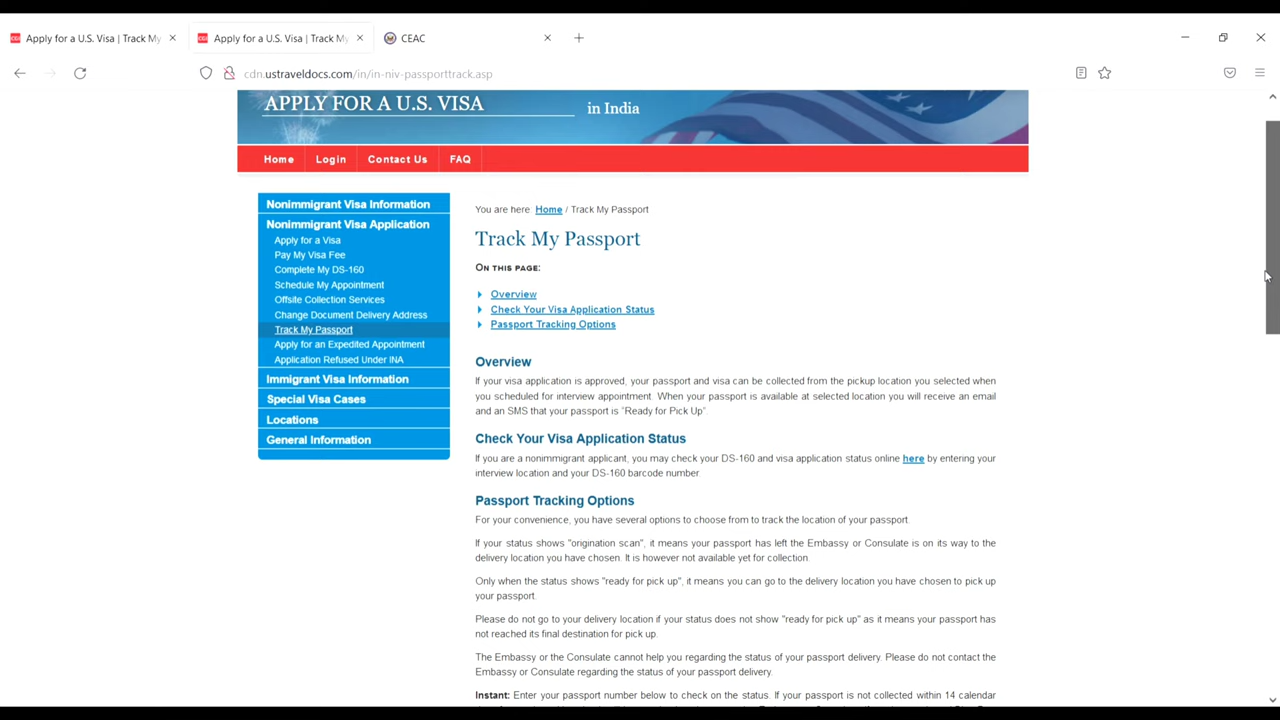 Apply for a U.S. Visa | Track My
Apply for a U.S. Visa | Track My
CEAC
cdn.ustraveldocs.com/in/in-niv-passporttrack.asp
APPLY FOR A U.S. VISA
in India
Home
Login
Contact Us
FAQ
Nonimmigrant Visa Information
Nonimmigrant Visa Application
Apply for a Visa
Pay My Visa Fee
Complete My DS-160
Schedule My Appointment
Offsite Collection Services
Change Document Delivery Address
Track My Passport
Apply for an Expedited Appointment
Application Refused Under INA
Immigrant Visa Information
Special Visa Cases
Locations
General Information
You are here Home / Track My Passport
Track My Passport
ON THIS PAGE:
Overview
Check Your Visa Application Status
Passport Tracking Options
Overview
If your visa application is approved, your passport and visa can be collected from the pickup location you selected when
you scheduled for interview appointment. When your passport is available at selected location you will receive an email
and an SMS that your passport is "Ready for Pick Up".
Check Your Visa Application Status
If you are a nonimmigrant applicant, you may check your DS-160 and visa application status online here by entering your
interview location and your DS-160 barcode number.
Passport Tracking Options
For your convenience, you have several options to choose from to track the location of your passport.
If your status shows "origination scan", it means your passport has left the Embassy or Consulate is on its way to the
delivery location you have chosen. It is however not available yet for collection.
Only when the status shows "ready for pick up", it means you can go to the delivery location you have chosen to pick up
your passport.
Please do not go to your delivery location if your status does not show "ready for pick up" as it means your passport has
not reached its final destination for pick up.
The Embassy or the Consulate cannot help you regarding the status of your passport delivery. Please do not contact the
Embassy or Consulate regarding the status of your passport delivery.
Instant: Enter your passport number below to check on the status. If your passport is not collected within 14 calendar